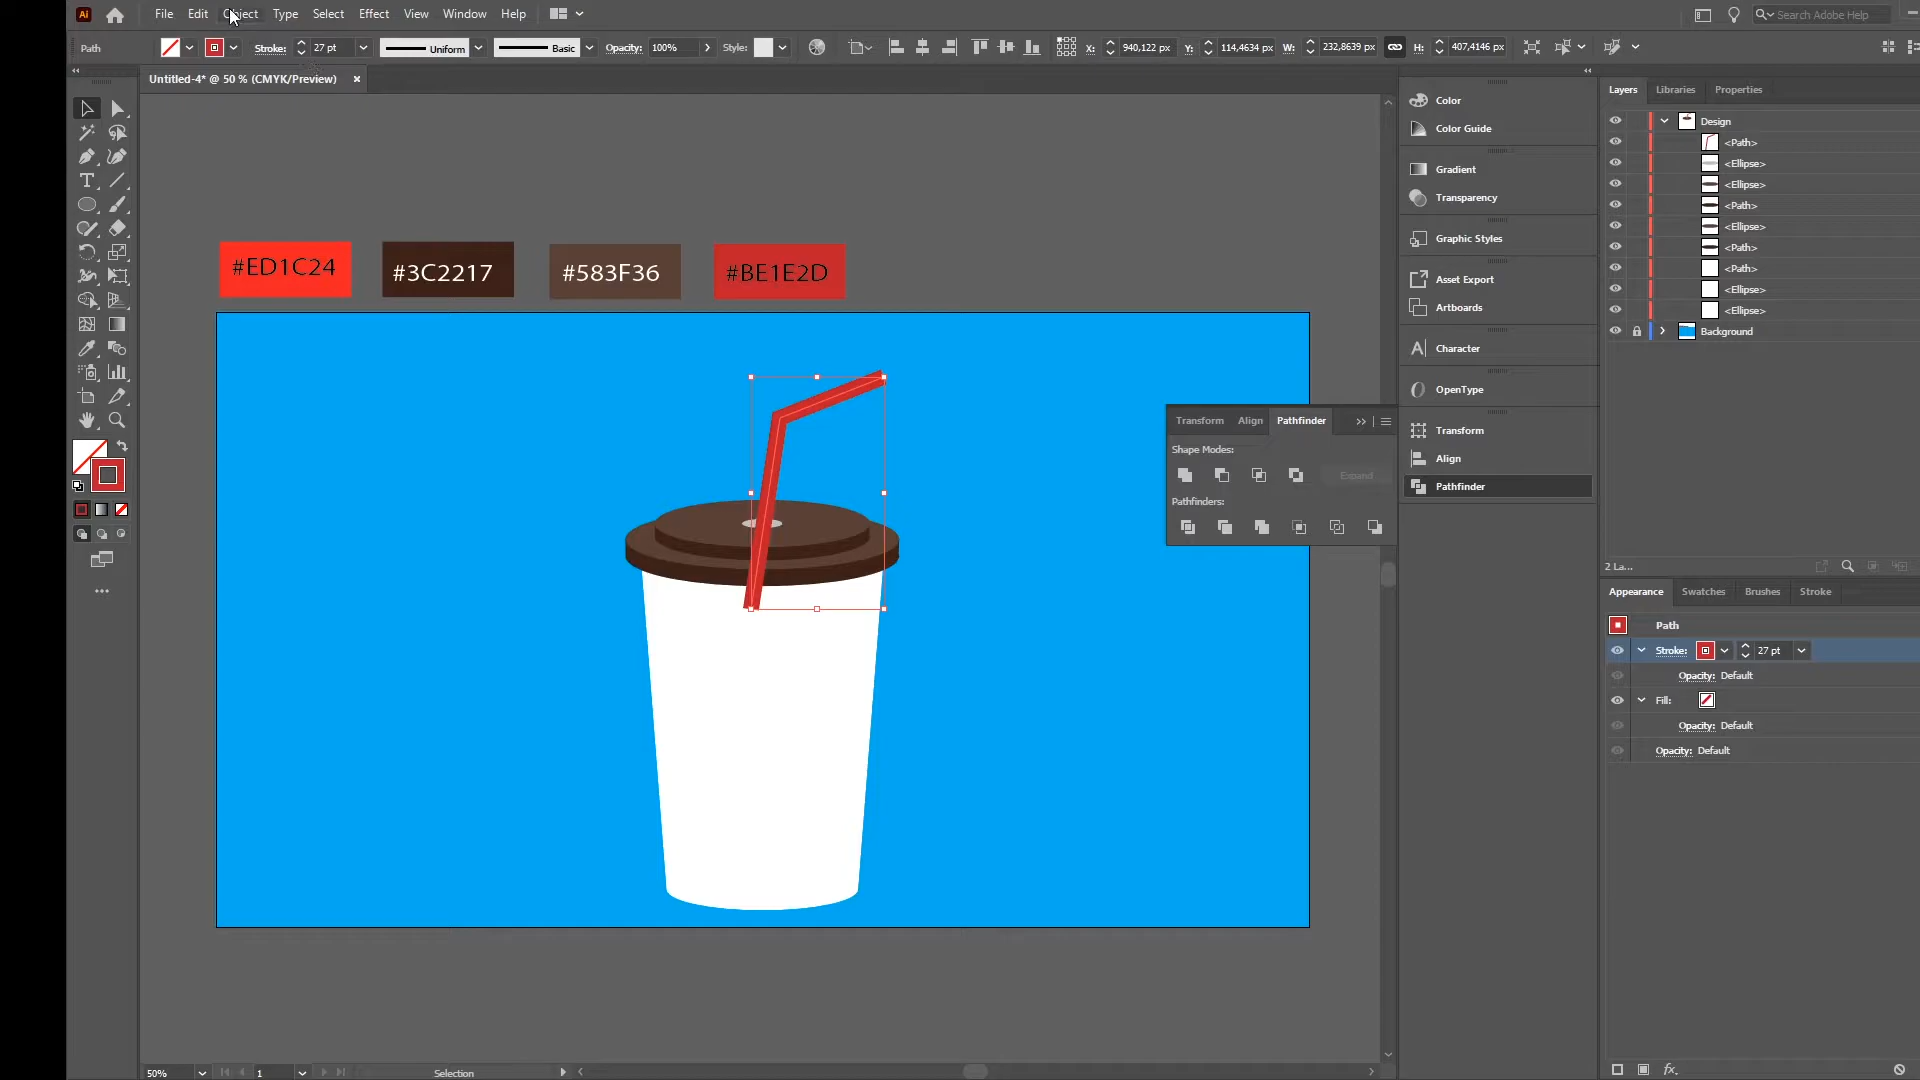 Ai File Edit Object Type Select Effect View Window Help Search Adobe Help
Path Stroke: 27 pt Uniform Basic Opacity: 100% Style: X: 940,122 px Y: 114,4634 px W: 232,8639 px H: 407,4146 px
Untitled-4* @ 50 % (CMYK/Preview) ×
#ED1C24 #3C2217 #583F36 #BE1E2D
Transform Align Pathfinder
Shape Modes:
Expand
Pathfinders:
Color
Color Guide
Gradient
Transparency
Graphic Styles
Asset Export
Artboards
Character
OpenType
Transform
Align
Pathfinder
Layers Libraries Properties
Design
<Path>
<Ellipse>
<Ellipse>
<Path>
<Ellipse>
<Path>
<Path>
<Ellipse>
<Ellipse>
Background
2 La...
Appearance Swatches Brushes Stroke
Path
Stroke: 27 pt
Opacity: Default
Fill:
Opacity: Default
Opacity: Default
fx.
50% 1 Selection